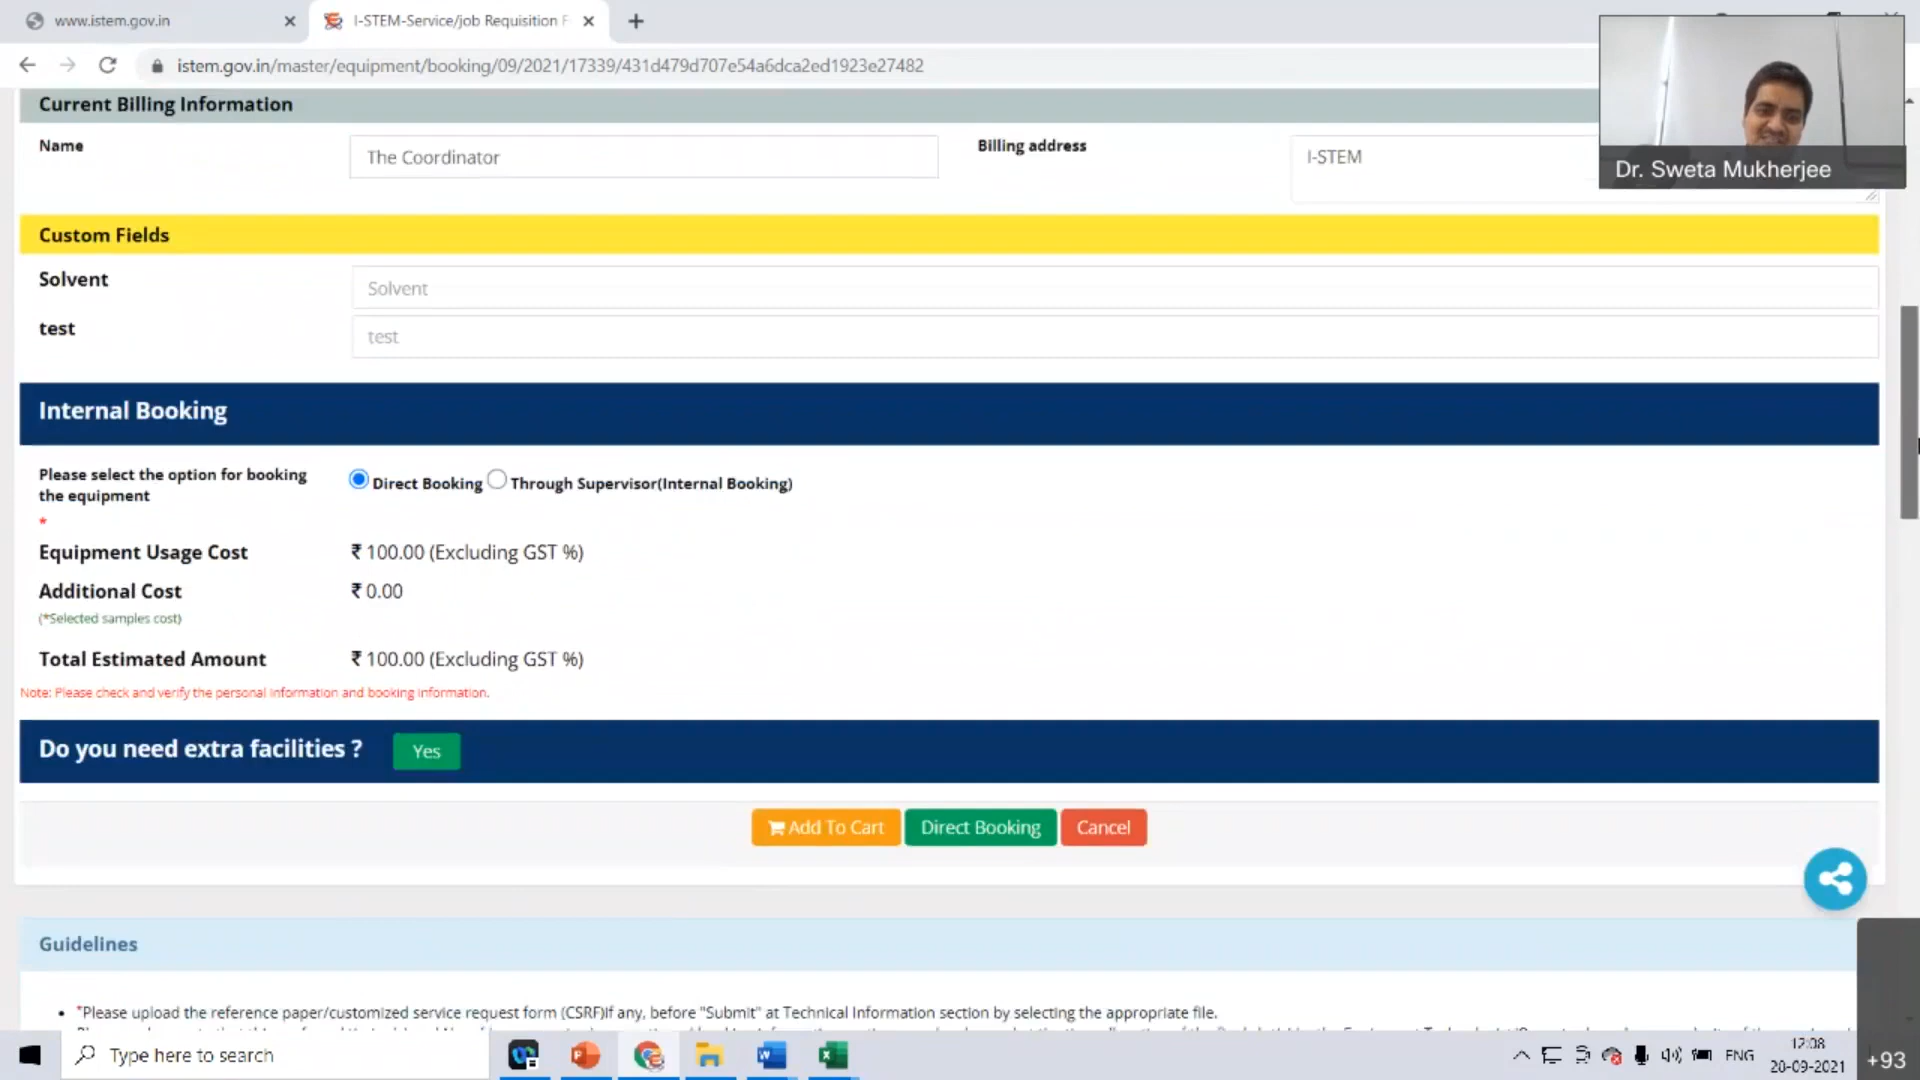 www.istem.gov.in
I-STEM-Service/job Requisition F
istem.gov.in/master/equipment/booking/09/2021/17339/431d479d707e54a6dca2ed1923e27482
Current Billing Information
Name
The Coordinator
Billing address
I-STEM
Dr. Sweta Mukherjee
Custom Fields
Solvent
Solvent
test
test
Internal Booking
Please select the option for booking
the equipment
*
Direct Booking Through Supervisor(Internal Booking)
Equipment Usage Cost
₹ 100.00 (Excluding GST %)
Additional Cost
₹ 0.00
(*Selected samples cost)
Total Estimated Amount
₹ 100.00 (Excluding GST %)
Note: Please check and verify the personal information and booking information.
Do you need extra facilities ?
Yes
Add To Cart
Direct Booking
Cancel
Guidelines
• *Please upload the reference paper/customized service request form (CSRF)If any, before "Submit" at Technical Information section by selecting the appropriate file.
Type here to search
ENG
12:08
20-09-2021
+93